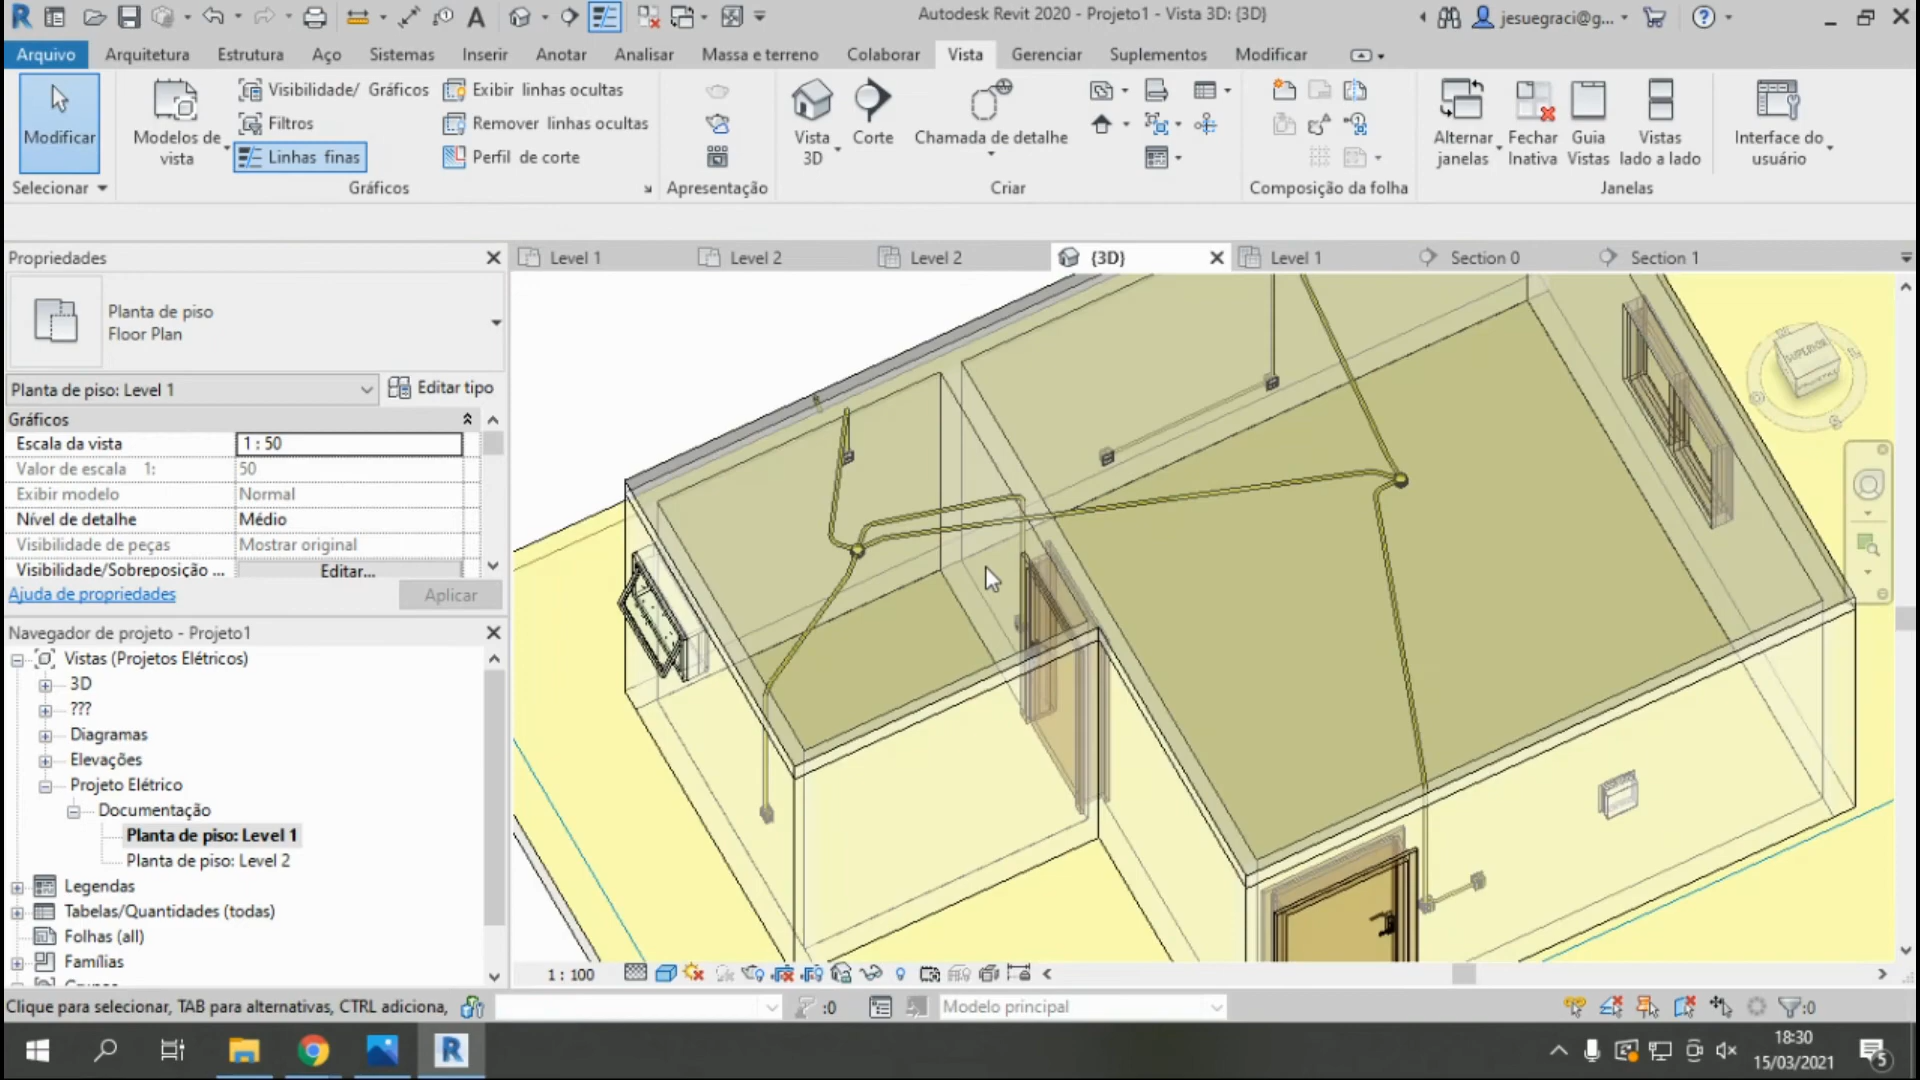 Autodesk Revit 2020 - Projeto1 - Vista 3D: {3D}
jesuegraci@g...
Arquivo
Arquitetura
Estrutura
Aço
Sistemas
Inserir
Anotar
Analisar
Massa e terreno
Colaborar
Vista
Gerenciar
Suplementos
Modificar
Modificar
Modelos de
vista
Visibilidade/ Gráficos
Filtros
Linhas finas
Exibir linhas ocultas
Remover linhas ocultas
Perfil de corte
Vista
3D
Corte
Chamada de detalhe
Alternar
janelas
Fechar
Inativa
Guia
Vistas
Vistas
lado a lado
Interface do
usuário
Selecionar
Gráficos
Apresentação
Criar
Composição da folha
Janelas
Propriedades
Level 1
Level 2
Level 2
{3D}
Level 1
Section 0
Section 1
Planta de piso
Floor Plan
Planta de piso: Level 1
Editar tipo
Gráficos
Escala da vista
1 : 50
Valor de escala 1:
50
Exibir modelo
Normal
Nível de detalhe
Médio
Visibilidade de peças
Mostrar original
Visibilidade/Sobreposição ...
Editar...
Ajuda de propriedades
Aplicar
SUPERIOR
Navegador de projeto - Projeto1
Vistas (Projetos Elétricos)
3D
???
Diagramas
Elevações
Projeto Elétrico
Documentação
Planta de piso: Level 1
Planta de piso: Level 2
Legendas
Tabelas/Quantidades (todas)
Folhas (all)
Famílias
1 : 100
Clique para selecionar, TAB para alternativas, CTRL adiciona,
:0
Modelo principal
:0
18:30
15/03/2021
5